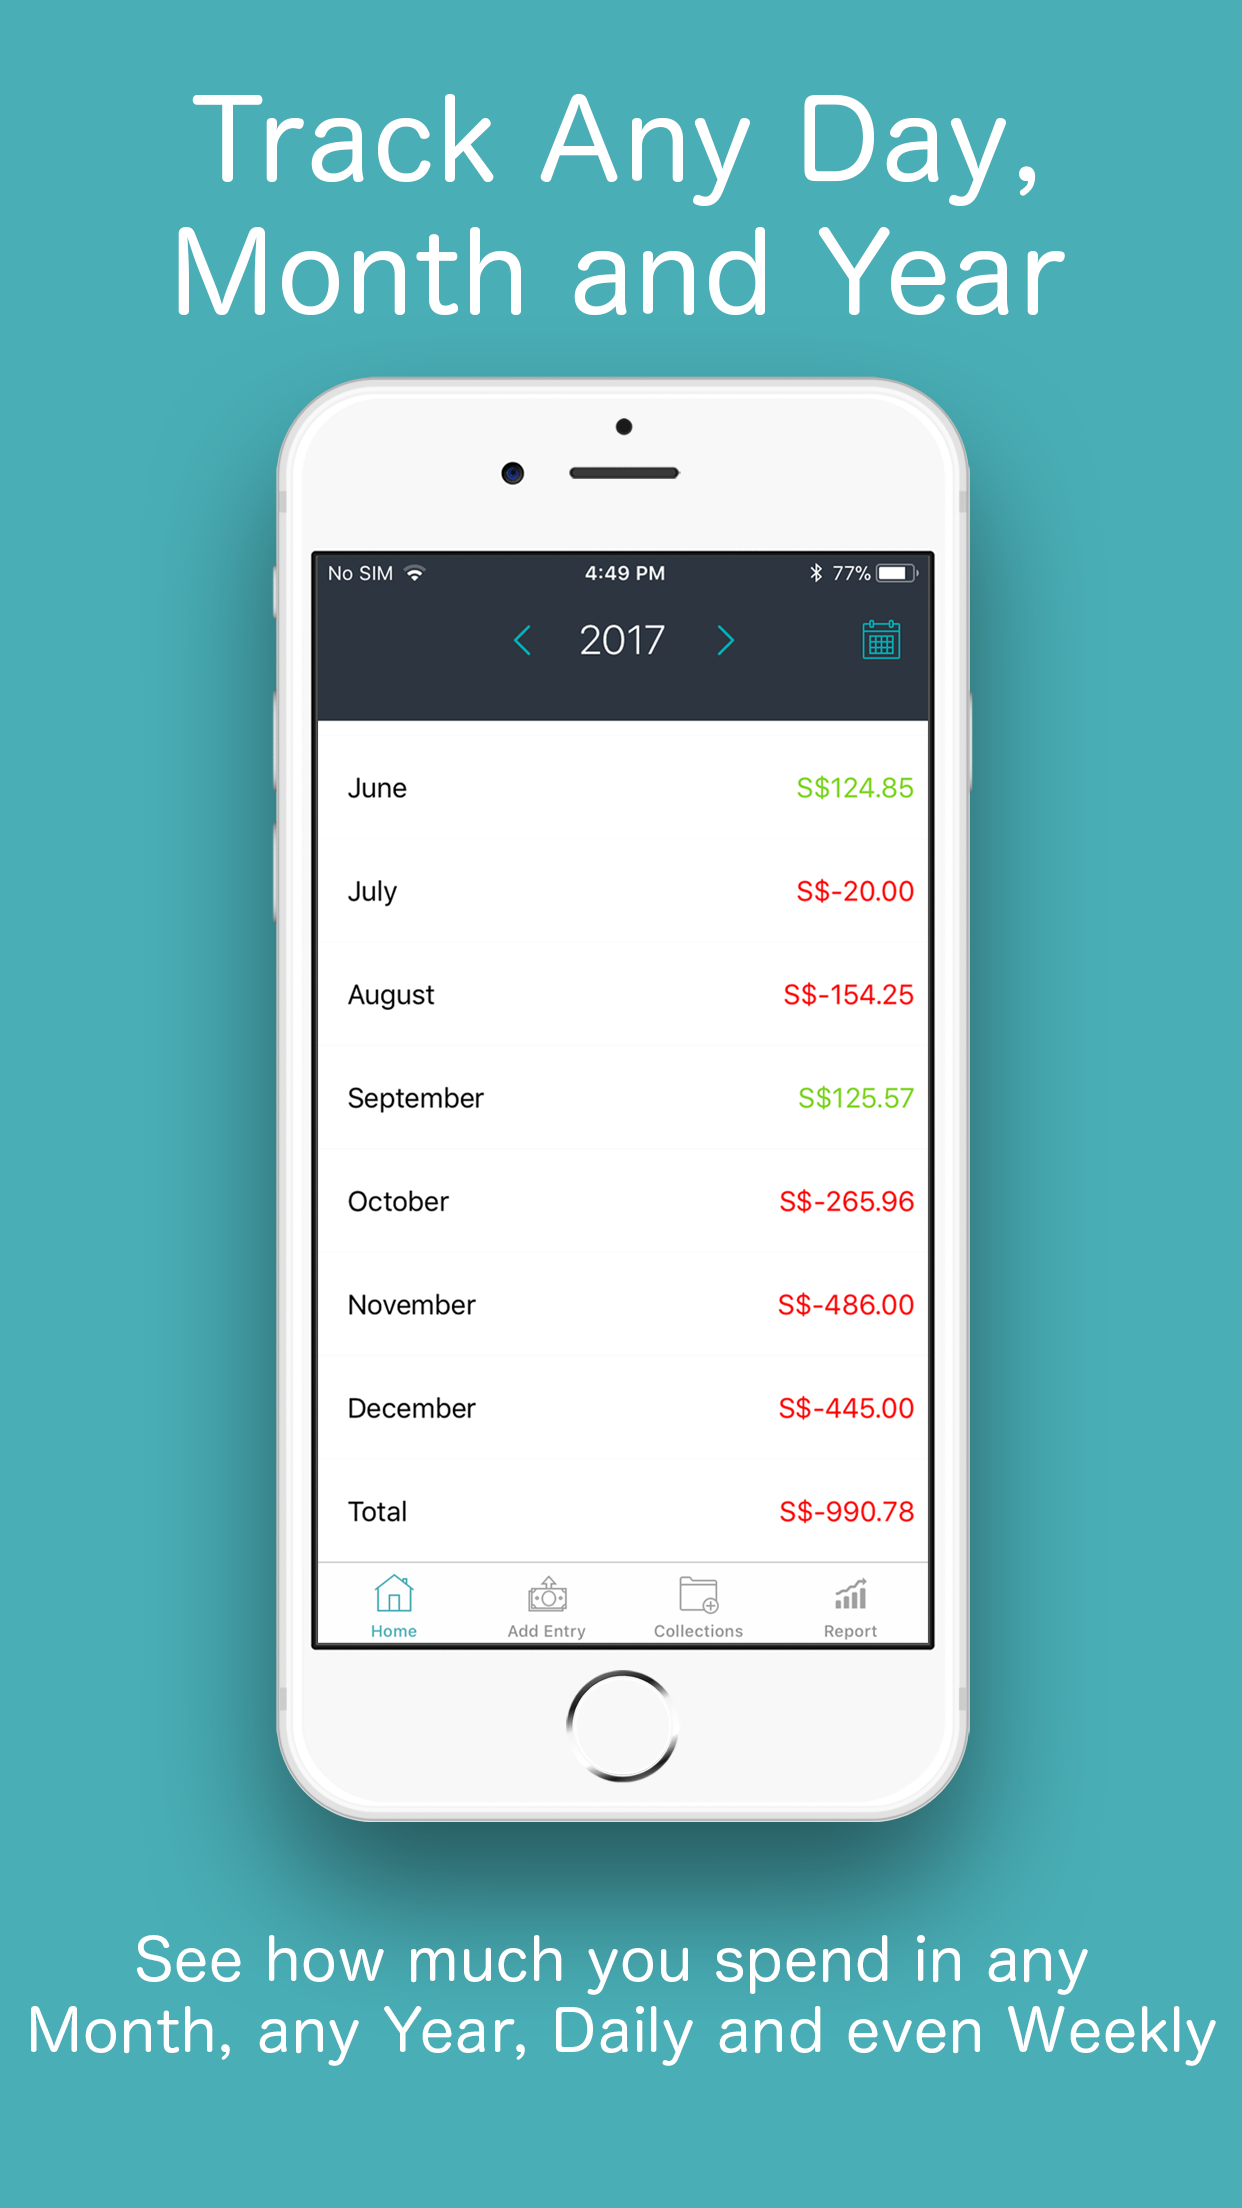 Track Any Day,
Month and Year
No SIM 4:49 PM 77%
2017
June S$124.85
July S$-20.00
August S$-154.25
September S$125.57
October S$-265.96
November S$-486.00
December S$-445.00
Total S$-990.78
Home Add Entry Collections Report
See how much you spend in any
Month, any Year, Daily and even Weekly